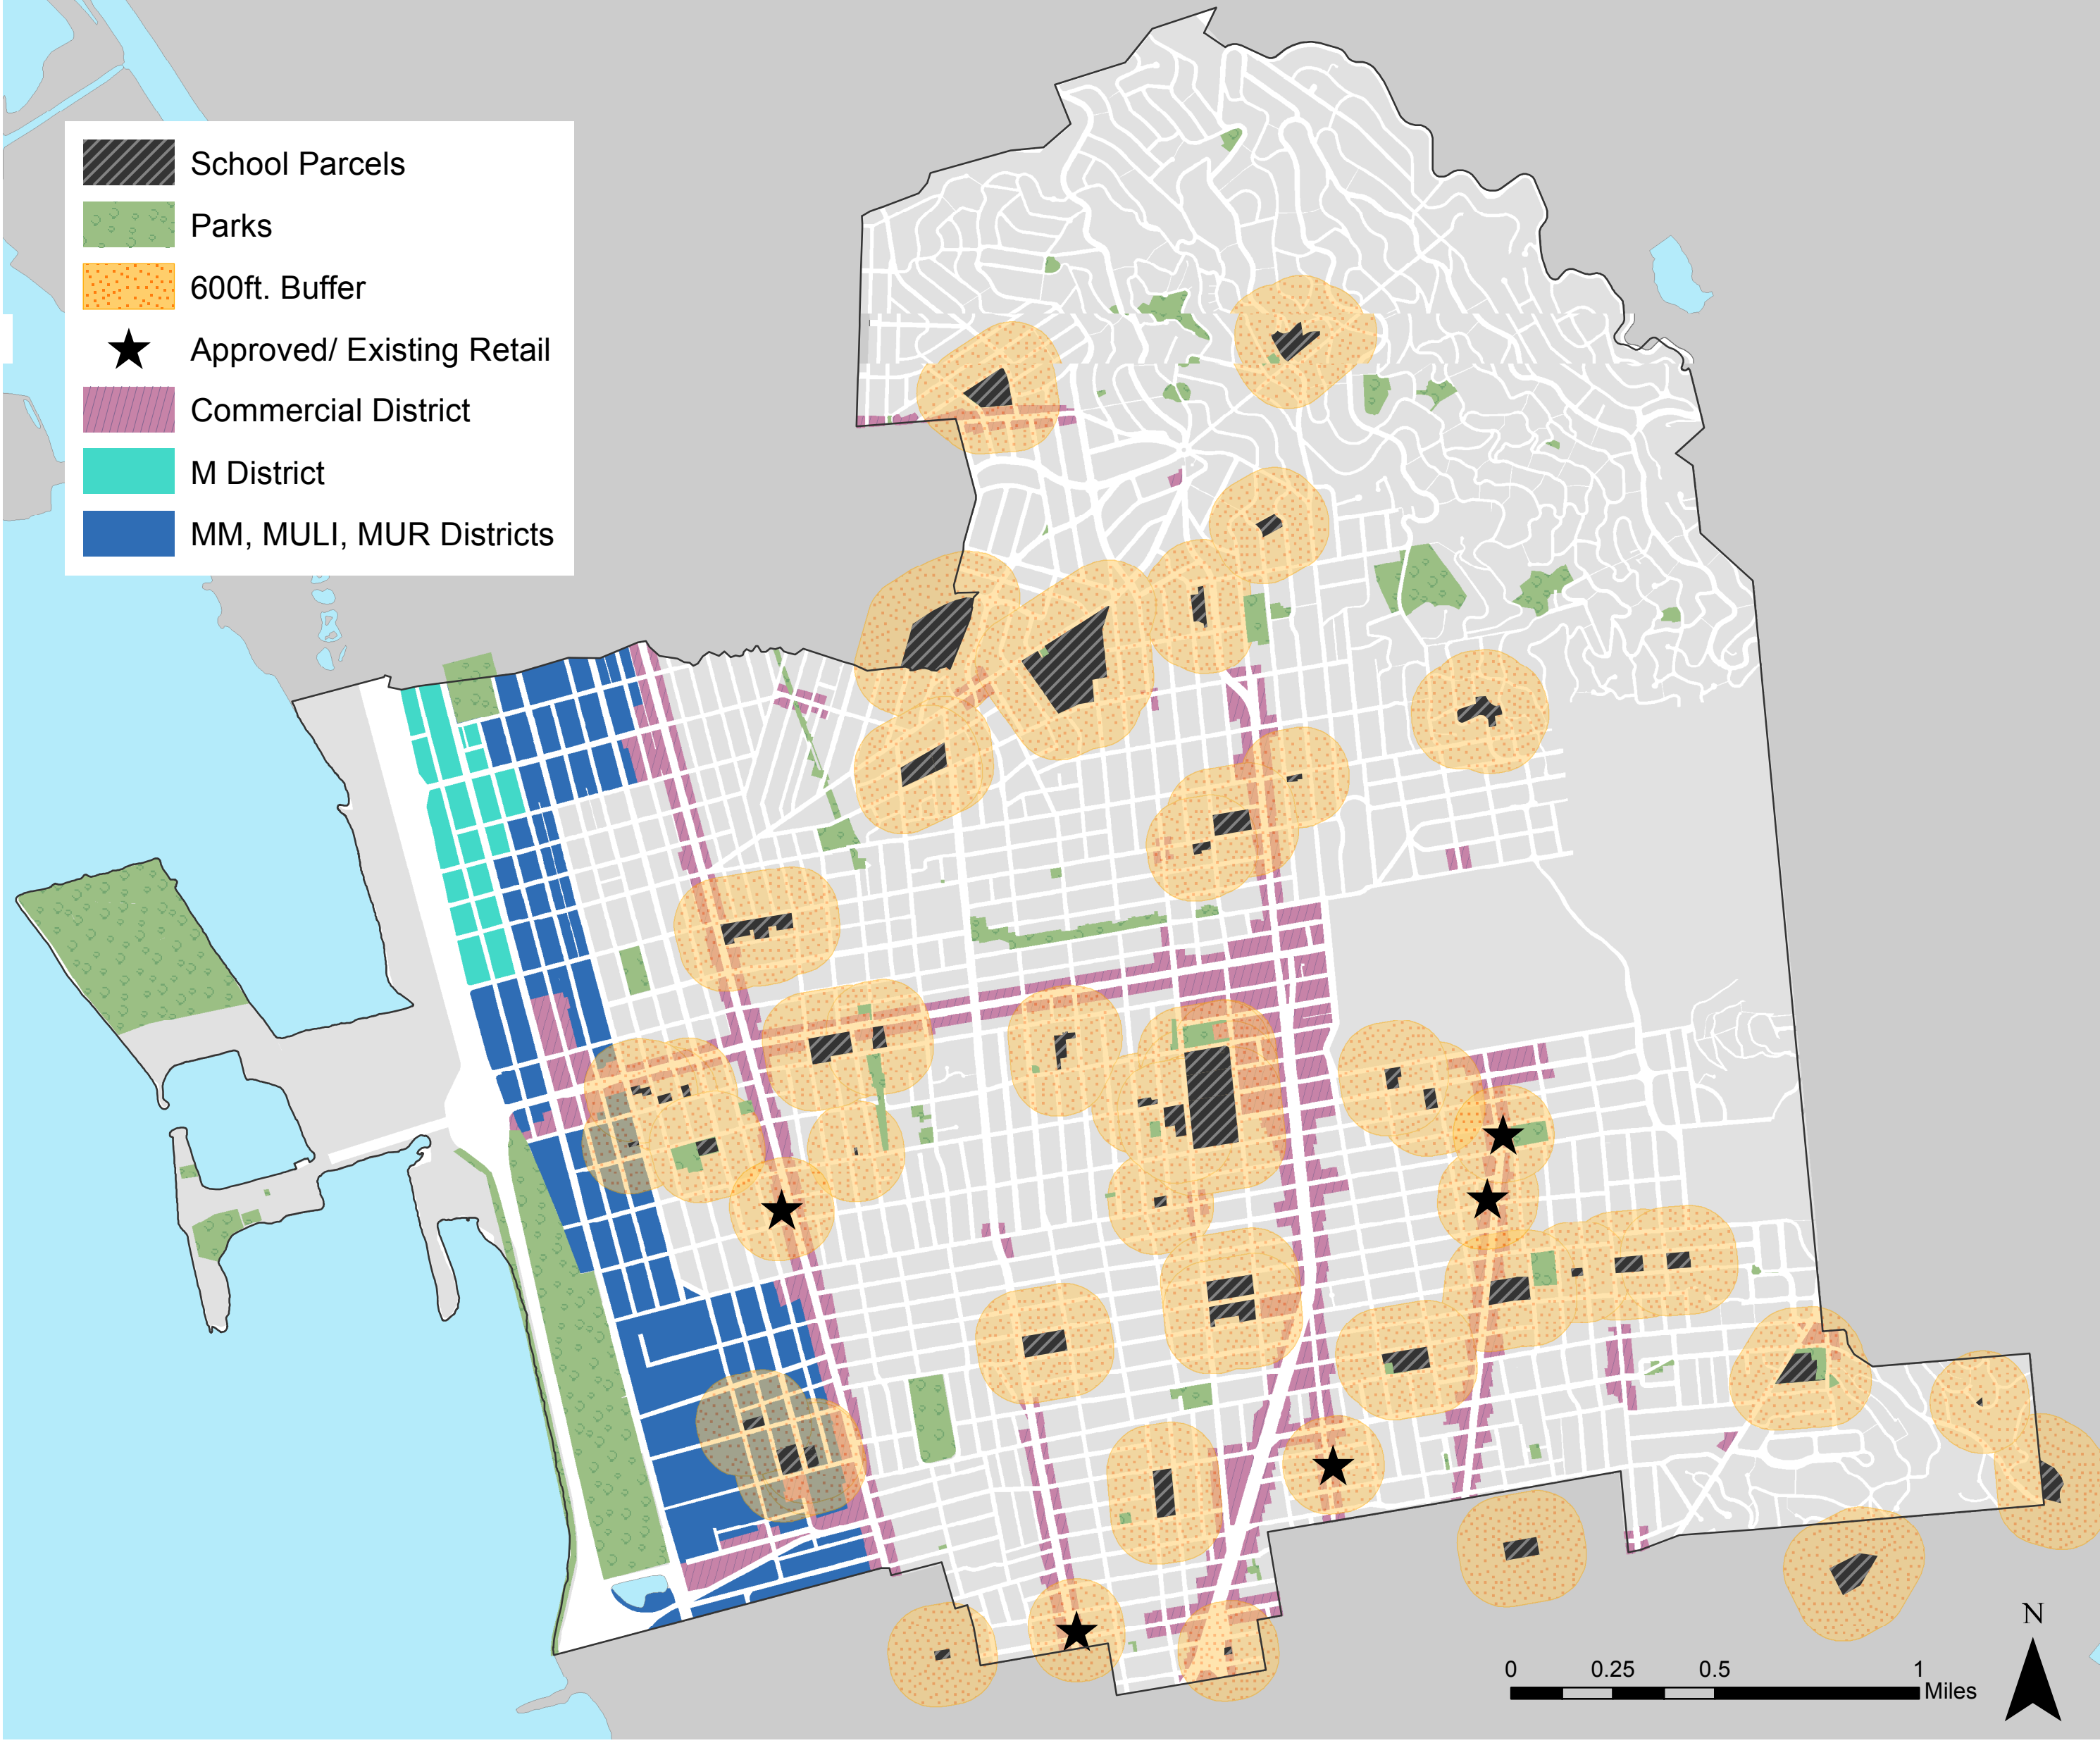 School Parcels
Parks
600ft. Buffer
Approved/ Existing Retail
Commercial District
M District
MM, MULI, MUR Districts
N
0 0.25 0.5 1
Miles